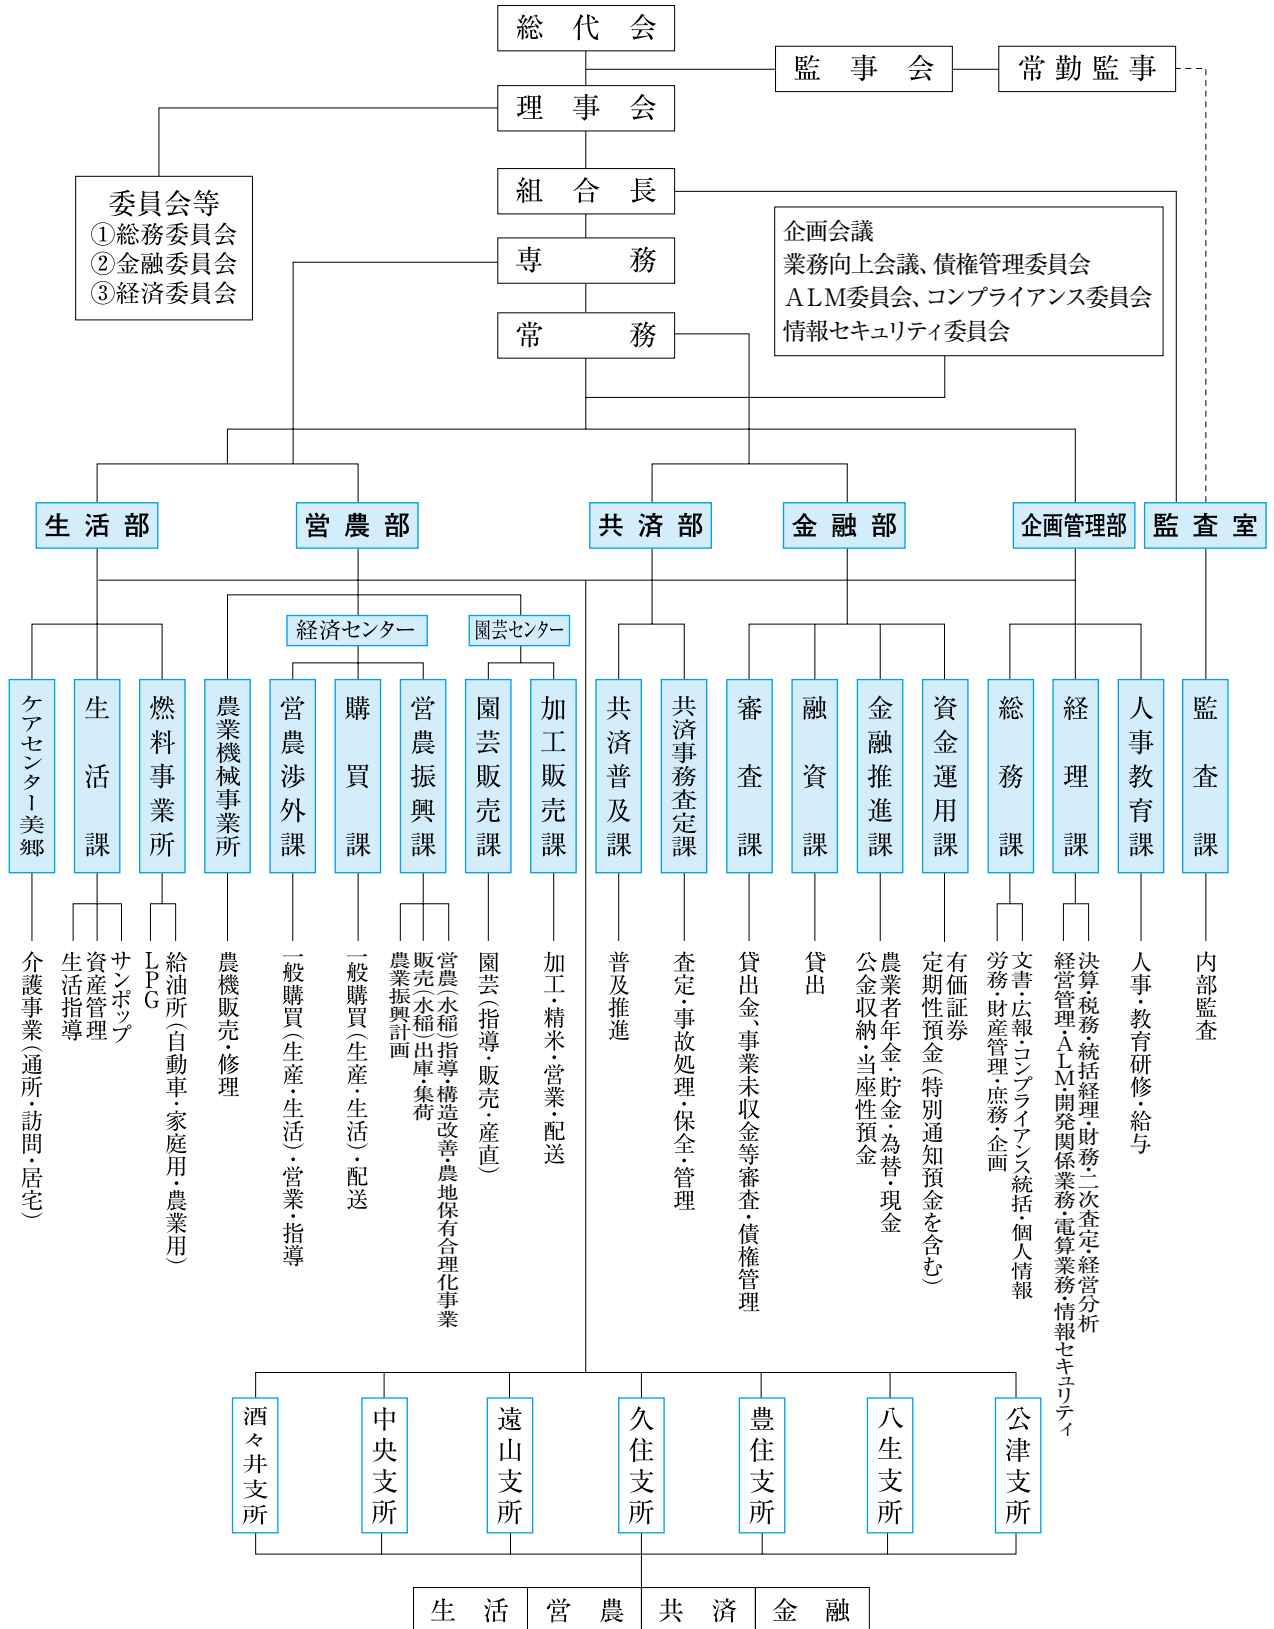 総代会
監事会
常勤監事
理事会
委員会等
①総務委員会
②金融委員会
③経済委員会
組合長
専務
常務
企画会議
業務向上会議、債権管理委員会
ALM委員会、コンプライアンス委員会
情報セキュリティ委員会
生活部
営農部
共済部
金融部
企画管理部
監査室
経済センター
園芸センター
ケアセンター美郷
生活課
燃料事業所
農業機械事業所
営農渉外課
購買課
営農振興課
園芸販売課
加工販売課
共済普及課
共済事務査定課
審査課
融資課
金融推進課
資金運用課
総務課
経理課
人事教育課
監査課
介護事業(通所・訪問・居宅)
サンポップ
資産管理
生活指導
給油所(自動車・家庭用・農業用)
LPG
農機販売・修理
一般購買(生産・生活)・営業・指導
一般購買(生産・生活)・配送
営農(水稲)指導・構造改善・農地保有合理化事業
販売(水稲)出庫・集荷
農業振興計画
園芸(指導・販売・産直)
加工・精米・営業・配送
普及推進
査定・事故処理・保全・管理
貸出金、事業未収金等審査・債権管理
貸出
農業者年金・貯金・為替・現金
公金収納・当座性預金
有価証券
定期性預金(特別通知預金を含む)
文書・広報・コンプライアンス統括・個人情報
労務・財産管理・庶務・企画
決算・税務・統括経理・財務・二次査定・経営分析
経営管理・ALM・開発関係業務・電算業務・情報セキュリティ
人事・教育研修・給与
内部監査
酒々井支所
中央支所
遠山支所
久住支所
豊住支所
八生支所
公津支所
生活
営農
共済
金融